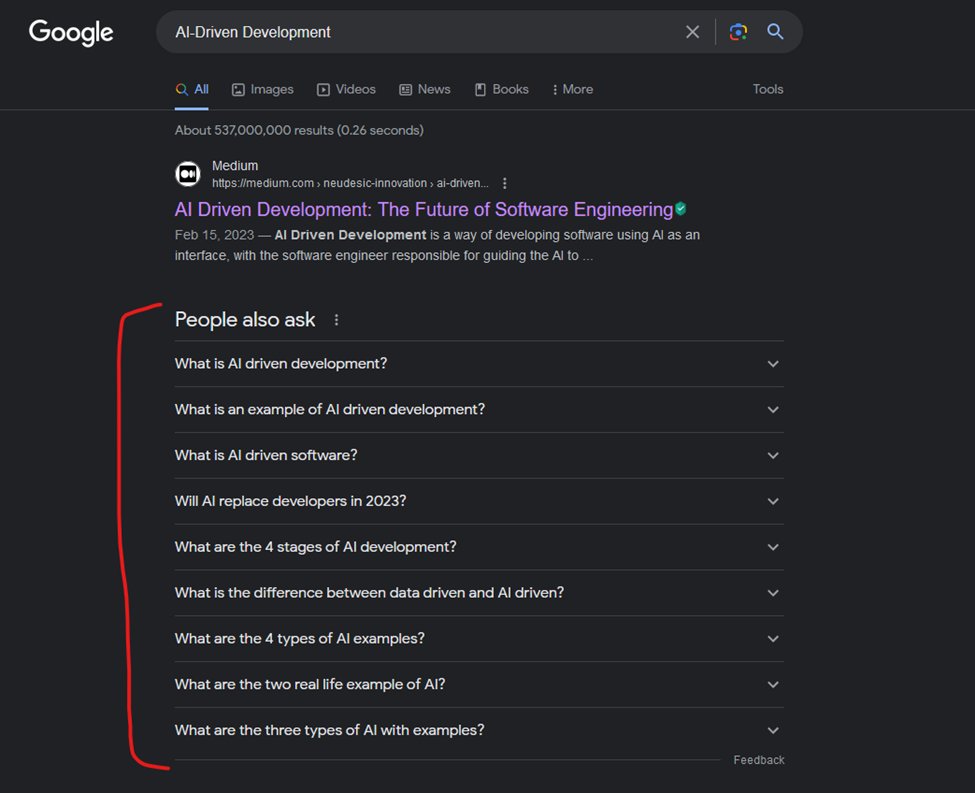 Google
AI-Driven Development
All Images Videos News Books More Tools
About 537,000,000 results (0.26 seconds)
Medium
https://medium.com › neudesic-innovation › ai-driven...
AI Driven Development: The Future of Software Engineering
Feb 15, 2023 — AI Driven Development is a way of developing software using AI as an
interface, with the software engineer responsible for guiding the AI to ...
People also ask
What is AI driven development?
What is an example of AI driven development?
What is AI driven software?
Will AI replace developers in 2023?
What are the 4 stages of AI development?
What is the difference between data driven and AI driven?
What are the 4 types of AI examples?
What are the two real life example of AI?
What are the three types of AI with examples?
Feedback